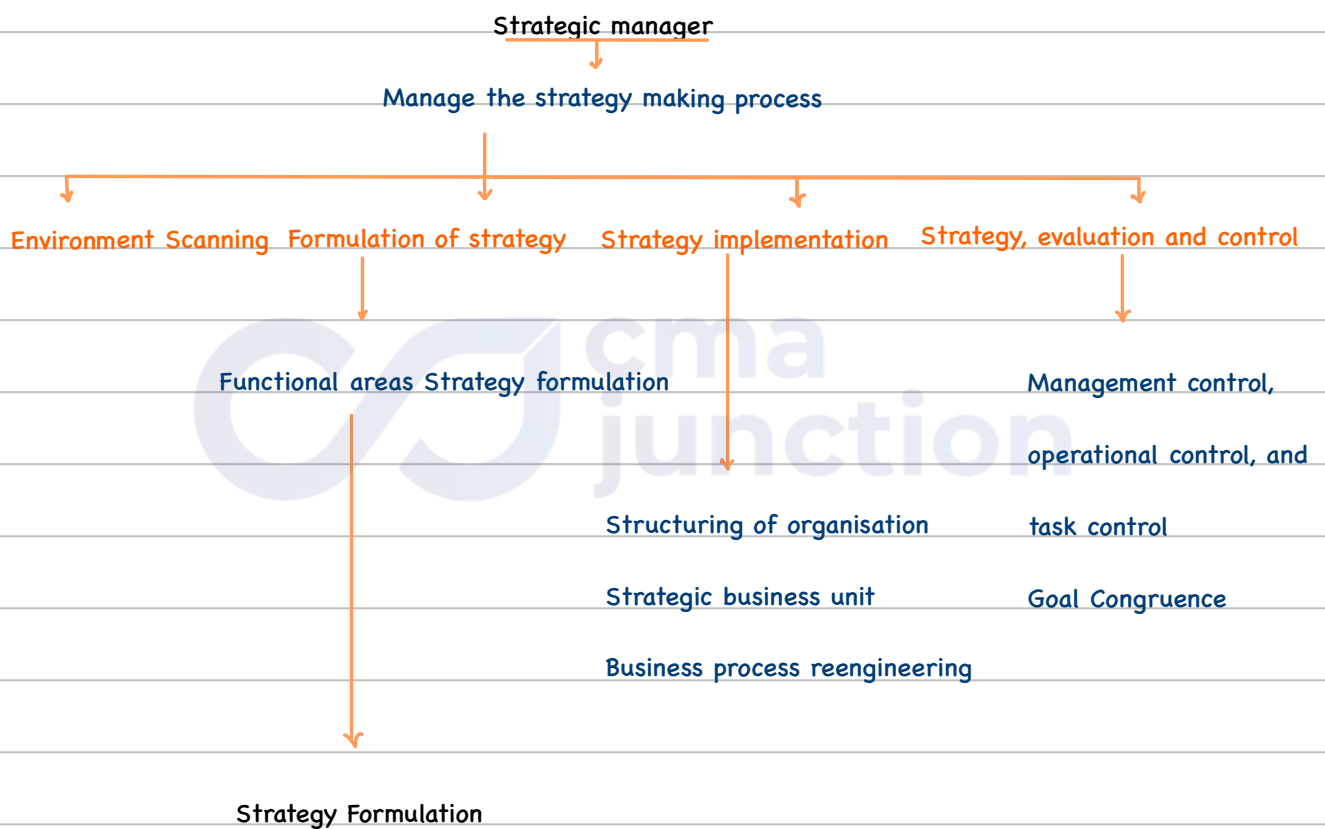 Strategic manager
Manage the strategy making process
Environment Scanning
Formulation of strategy
Strategy implementation
Strategy, evaluation and control
cma
junction
Functional areas Strategy formulation
Structuring of organisation
Strategic business unit
Business process reengineering
Management control,
operational control, and
task control
Goal Congruence
Strategy Formulation